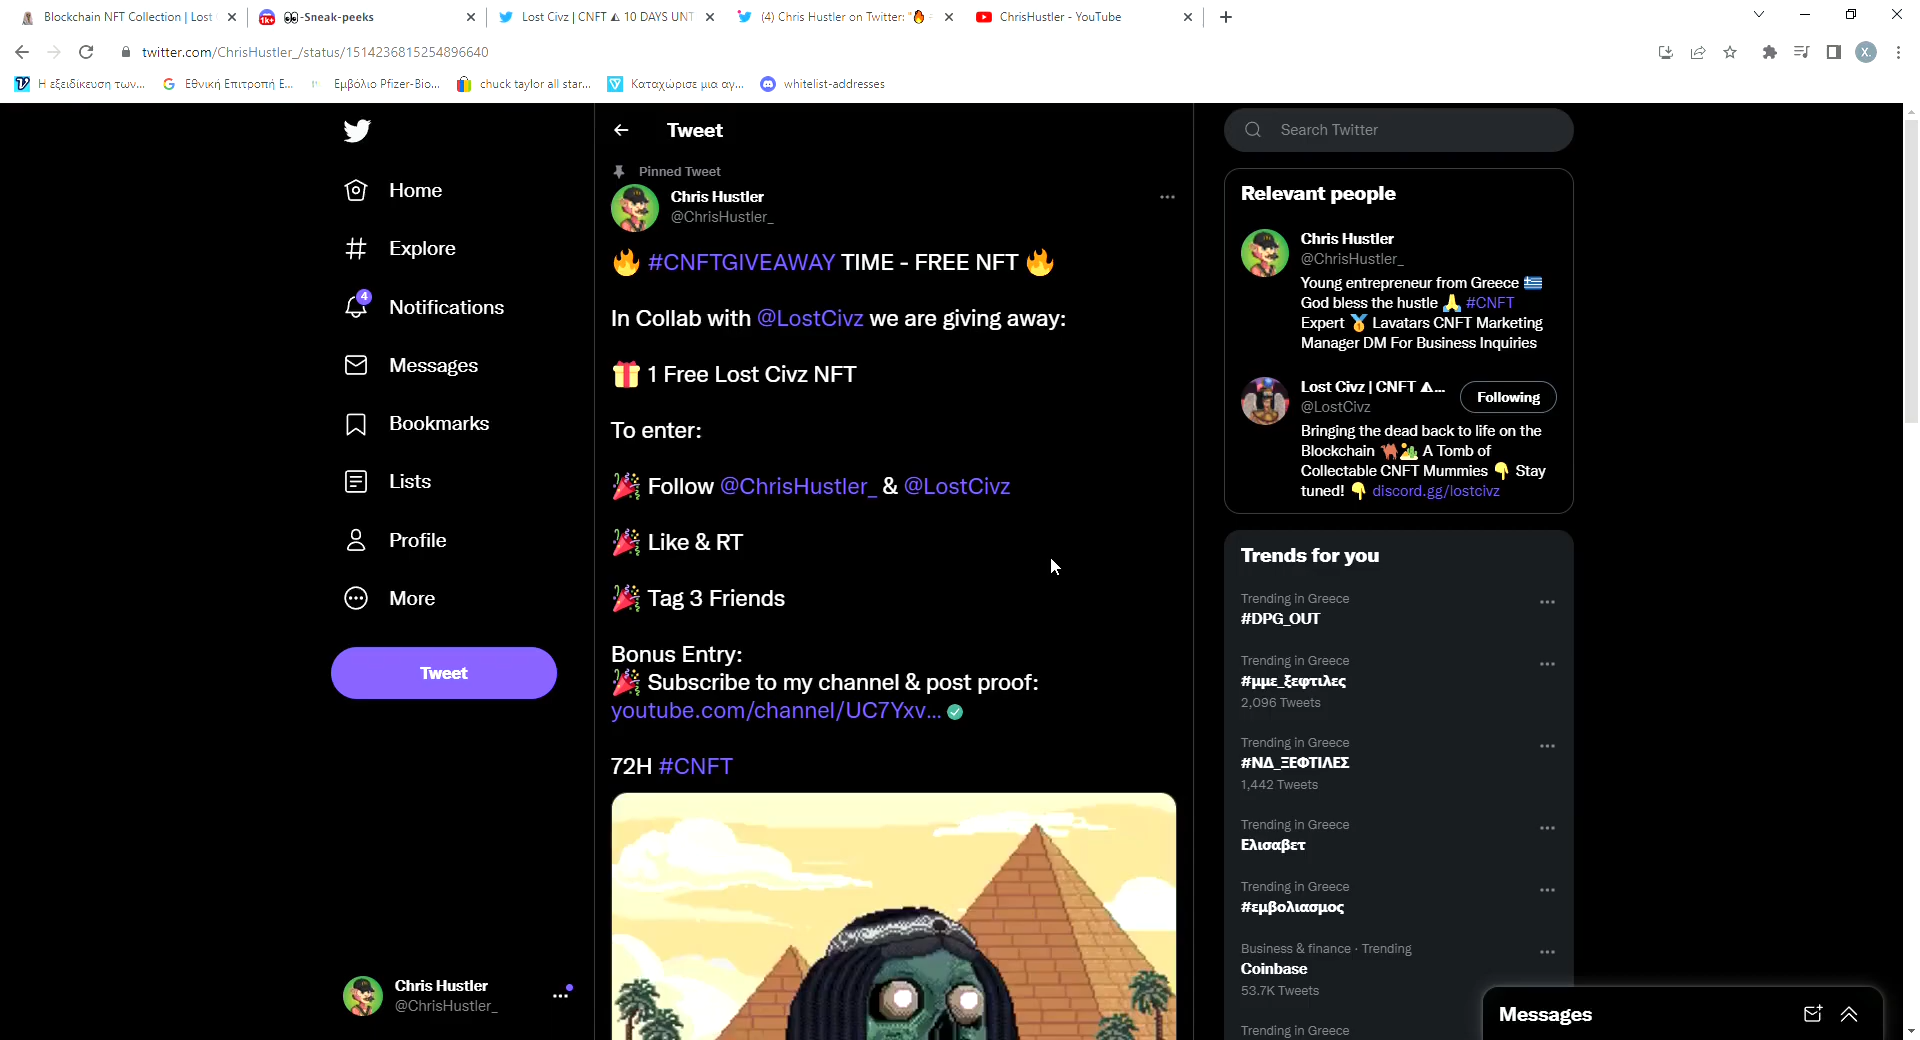 Blockchain NFT Collection | Lost
-Sneak-peeks
Lost Civz | CNFT ◭ 10 DAYS UNT
(4) Chris Hustler on Twitter: "🔥
ChrisHustler - YouTube
twitter.com/ChrisHustler_/status/1514236815254896640
X.
Η εξειδίκευση των...
Εθνική Επιτροπή Ε...
Εμβόλιο Pfizer-Bio...
chuck taylor all star...
Καταχώρισε μια αγ...
whitelist-addresses
Home
Explore
4
Notifications
Messages
Bookmarks
Lists
Profile
More
Tweet
Chris Hustler
@ChrisHustler_
Tweet
Pinned Tweet
Chris Hustler
@ChrisHustler_
🔥 #CNFTGIVEAWAY TIME - FREE NFT 🔥
In Collab with @LostCivz we are giving away:
🎁 1 Free Lost Civz NFT
To enter:
🎉 Follow @ChrisHustler_ & @LostCivz
🎉 Like & RT
🎉 Tag 3 Friends
Bonus Entry:
🎉 Subscribe to my channel & post proof:
youtube.com/channel/UC7Yxv...
72H #CNFT
Search Twitter
Relevant people
Chris Hustler
@ChrisHustler_
Young entrepreneur from Greece 🇬🇷
God bless the hustle 🙏 #CNFT
Expert 🥇 Lavatars CNFT Marketing
Manager DM For Business Inquiries
Lost Civz | CNFT ◭...
@LostCivz
Following
Bringing the dead back to life on the
Blockchain 🐫🏜 A Tomb of
Collectable CNFT Mummies 👇 Stay
tuned! 👇 discord.gg/lostcivz
Trends for you
Trending in Greece
#DPG_OUT
Trending in Greece
#μμε_ξεφτιλες
2,096 Tweets
Trending in Greece
#ΝΔ_ΞΕΦΤΙΛΕΣ
1,442 Tweets
Trending in Greece
Ελισαβετ
Trending in Greece
#εμβολιασμος
Business & finance · Trending
Coinbase
53.7K Tweets
Trending in Greece
Messages